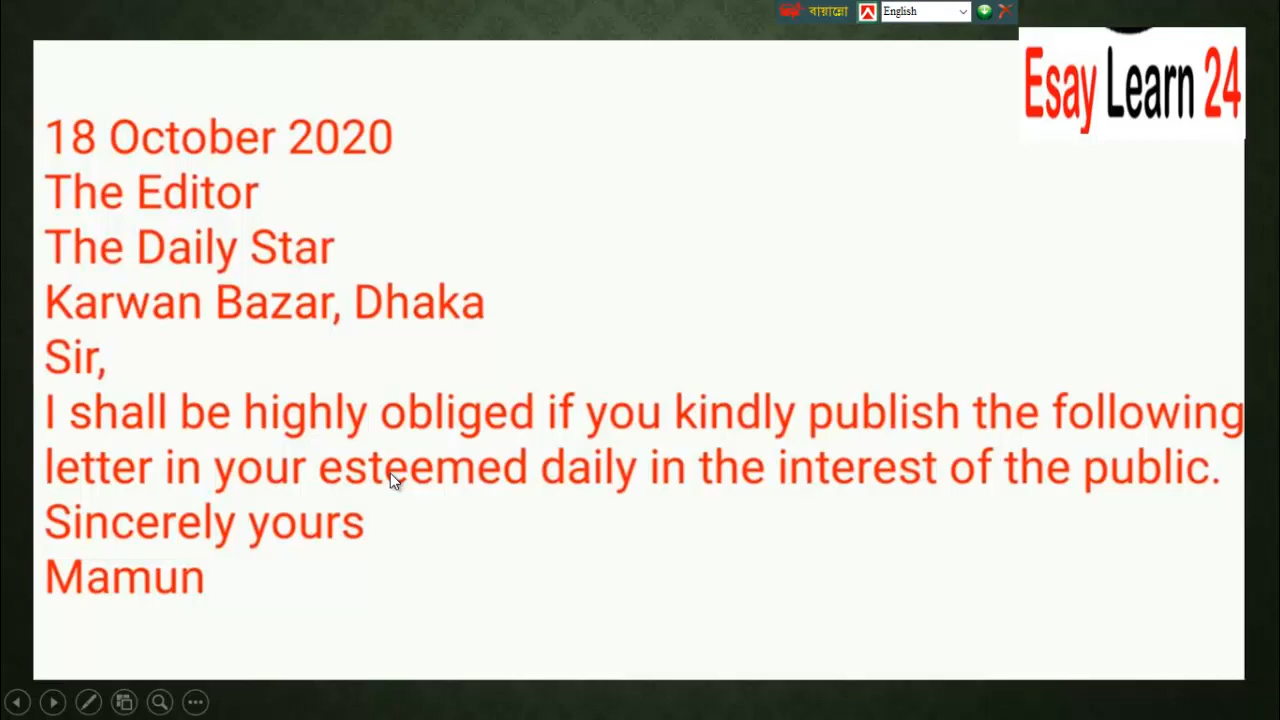 বায়ান্নো English
Esay Learn 24
18 October 2020
The Editor
The Daily Star
Karwan Bazar, Dhaka
Sir,
I shall be highly obliged if you kindly publish the following
letter in your esteemed daily in the interest of the public.
Sincerely yours
Mamun